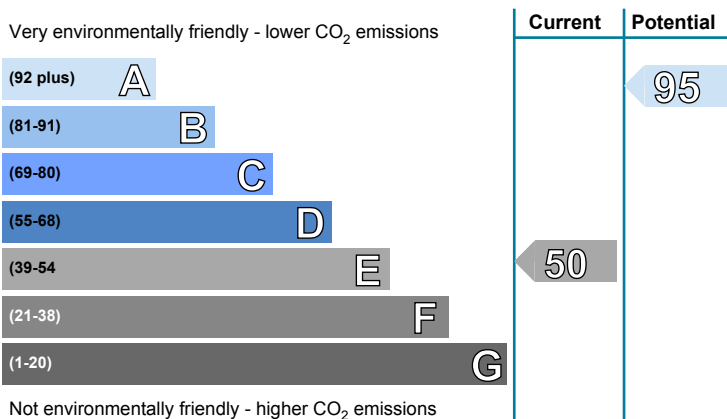 Current Potential
Very environmentally friendly - lower CO2 emissions
(92 plus) A 95
(81-91) B
(69-80) C
(55-68) D
(39-54 E 50
(21-38) F
(1-20) G
Not environmentally friendly - higher CO2 emissions